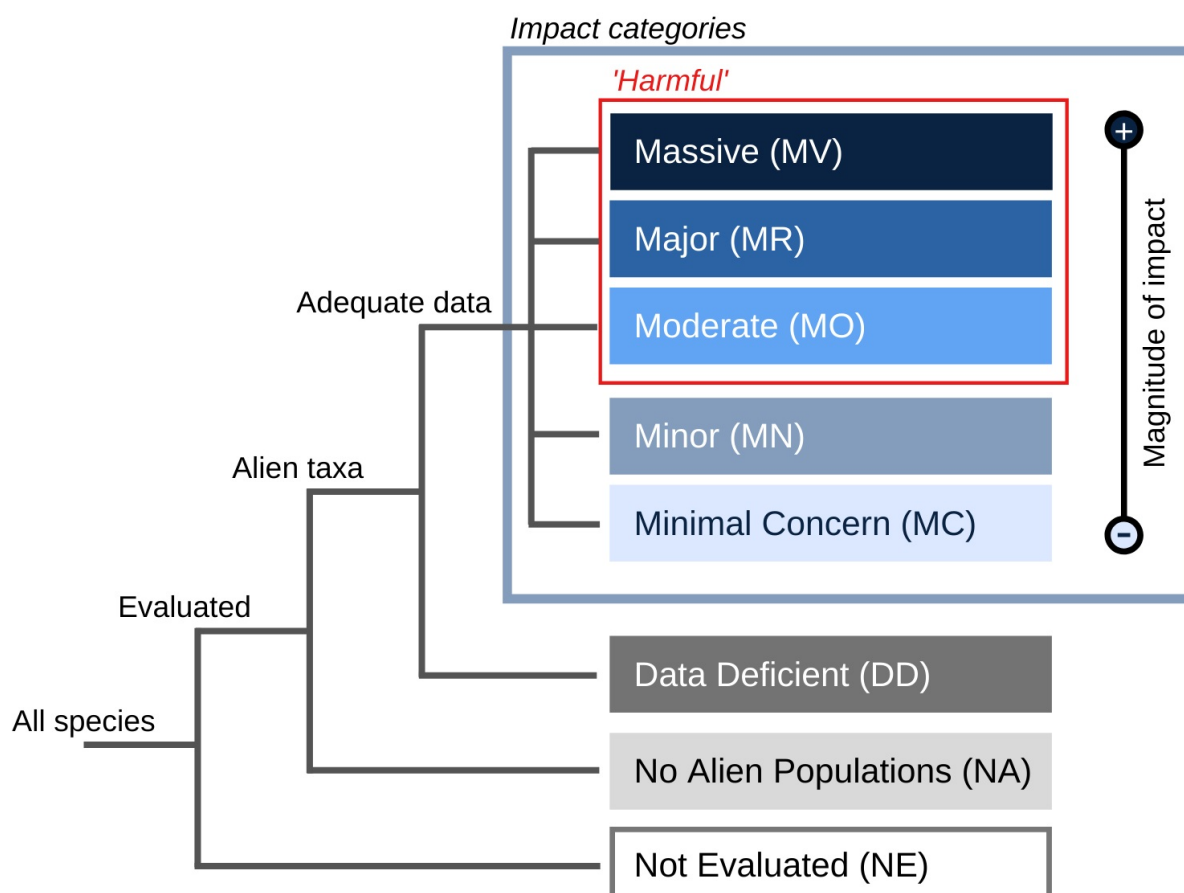 Impact categories
'Harmful'
Massive (MV)
Major (MR)
Adequate data
Moderate (MO)
Magnitude of impact
Minor (MN)
Alien taxa
Minimal Concern (MC)
Evaluated
Data Deficient (DD)
All species
No Alien Populations (NA)
Not Evaluated (NE)
+
-